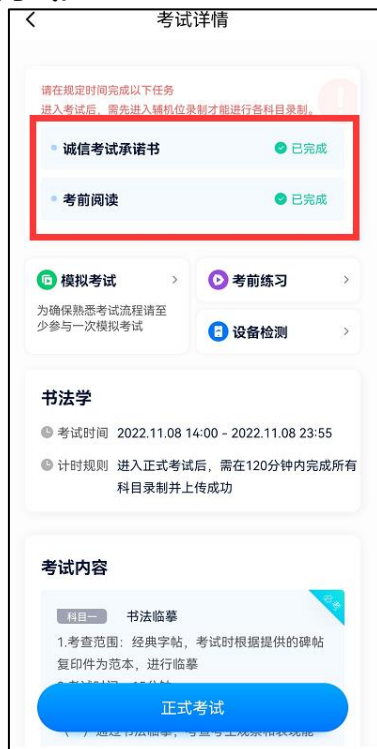 考试详情
请在规定时间完成以下任务
进入考试后，需先进入辅机位录制才能进行各科目录制。
诚信考试承诺书 已完成
考前阅读 已完成
模拟考试
为确保熟悉考试流程请至
少参与一次模拟考试
考前练习
设备检测
书法学
考试时间 2022.11.08 14:00 - 2022.11.08 23:55
计时规则 进入正式考试后，需在120分钟内完成所有
科目录制并上传成功
考试内容
必考
科目一 书法临摹
1.考查范围：经典字帖，考试时根据提供的碑帖
复印件为范本，进行临摹
正式考试